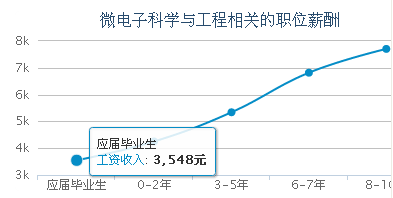 微电子科学与工程相关的职位薪酬
8k
7k
6k
5k
4k
3k
应届毕业生
工资收入: 3,548元
应届毕业生 0-2年 3-5年 6-7年 8-10